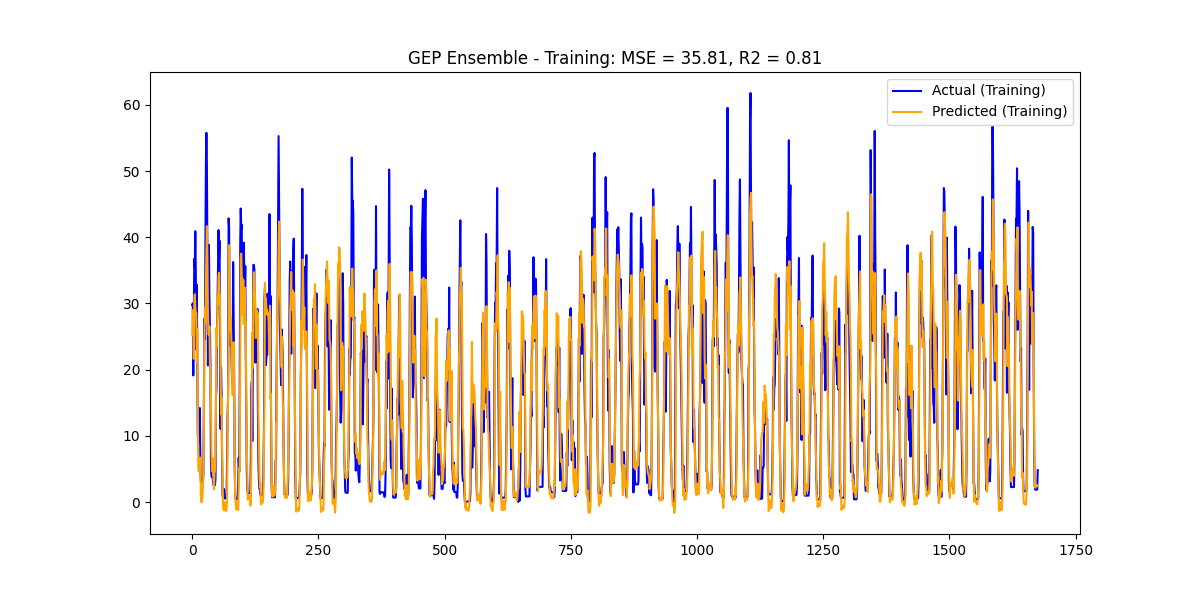 GEP Ensemble - Training: MSE = 35.81, R2 = 0.81
Actual (Training)
Predicted (Training)
60
50
40
30
20
10
0
0 250 500 750 1000 1250 1500 1750